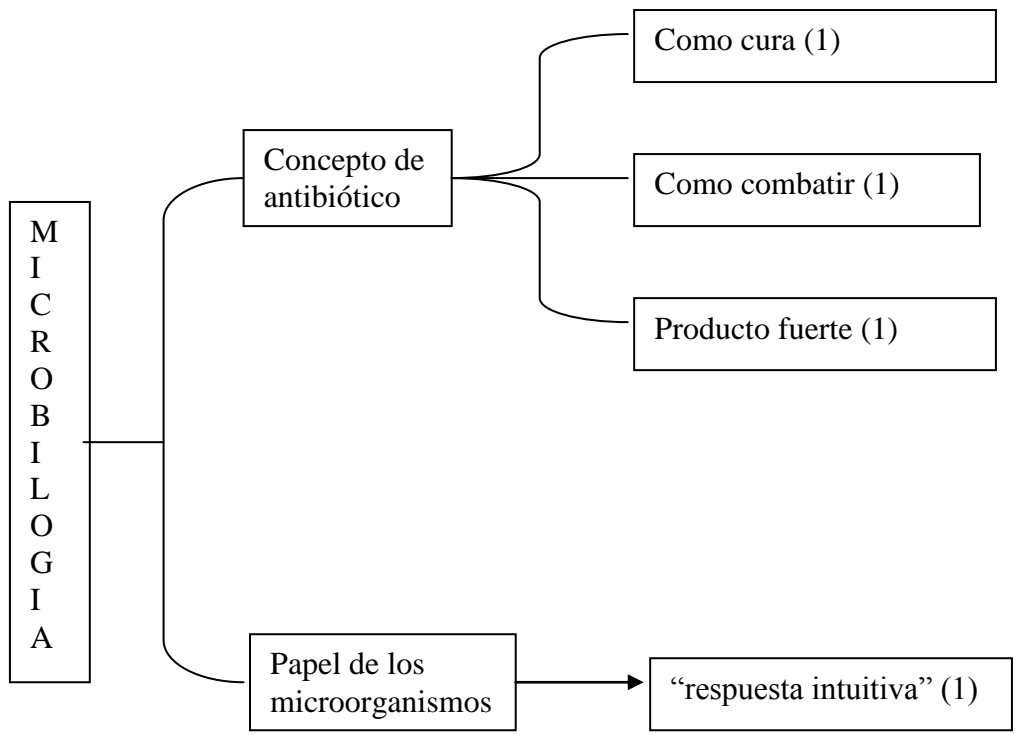 MICROBILOGIA
Concepto de
antibiótico
Como cura (1)
Como combatir (1)
Producto fuerte (1)
Papel de los
microorganismos
“respuesta intuitiva” (1)